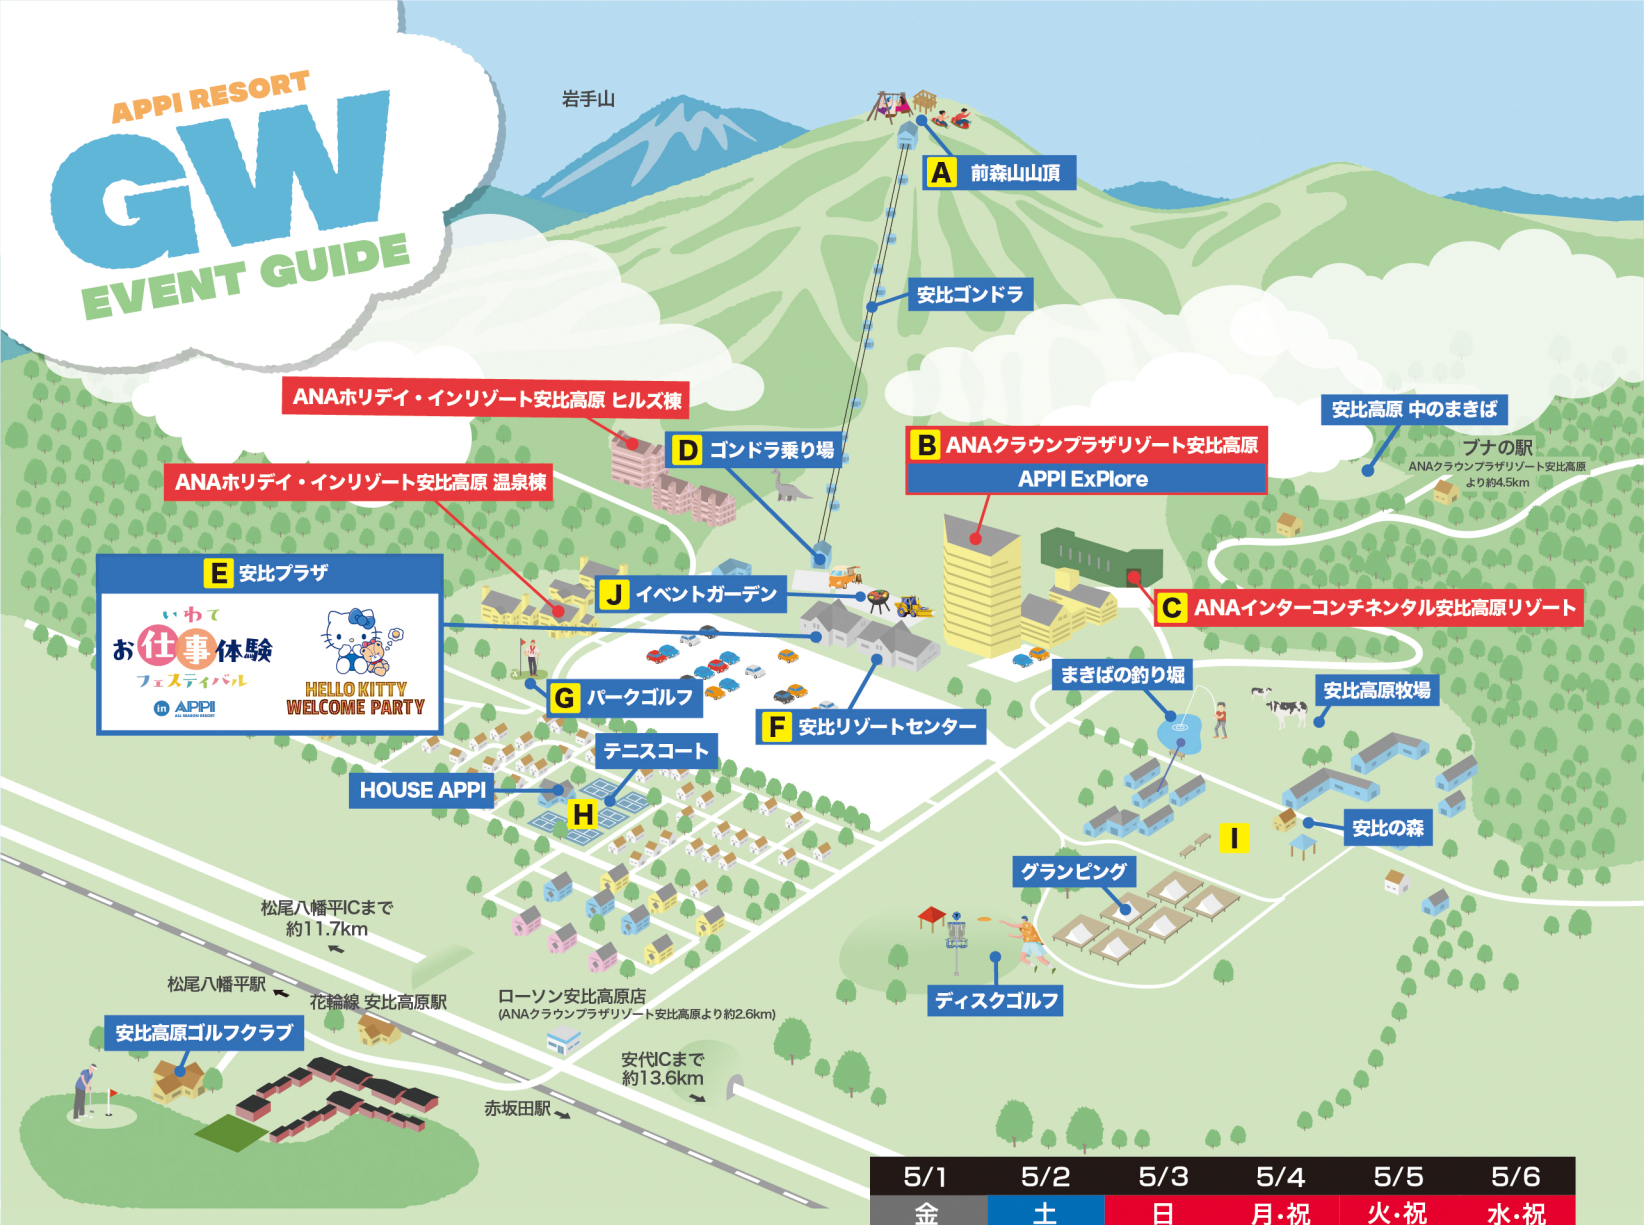 APPI RESORT
GW
EVENT GUIDE
岩手山
A 前森山山頂
安比ゴンドラ
ANAホリデイ・インリゾート安比高原 ヒルズ棟
D ゴンドラ乗り場
B ANAクラウンプラザリゾート安比高原
APPI ExPlore
安比高原 中のまきば
ブナの駅
ANAクラウンプラザリゾート安比高原
より約4.5km
ANAホリデイ・インリゾート安比高原 温泉棟
E 安比プラザ
いわて
お仕事体験
フェスティバル
in APPI
ALL SEASON RESORT
HELLO KITTY
WELCOME PARTY
J イベントガーデン
C ANAインターコンチネンタル安比高原リゾート
G パークゴルフ
F 安比リゾートセンター
まきばの釣り堀
安比高原牧場
テニスコート
HOUSE APPI
H
I
安比の森
グランピング
ディスクゴルフ
松尾八幡平ICまで
約11.7km
松尾八幡平駅
花輪線 安比高原駅
ローソン安比高原店
(ANAクラウンプラザリゾート安比高原より約2.6km)
安比高原ゴルフクラブ
安代ICまで
約13.6km
赤坂田駅
5/1 5/2 5/3 5/4 5/5 5/6
金 土 日 月・祝 火・祝 水・祝